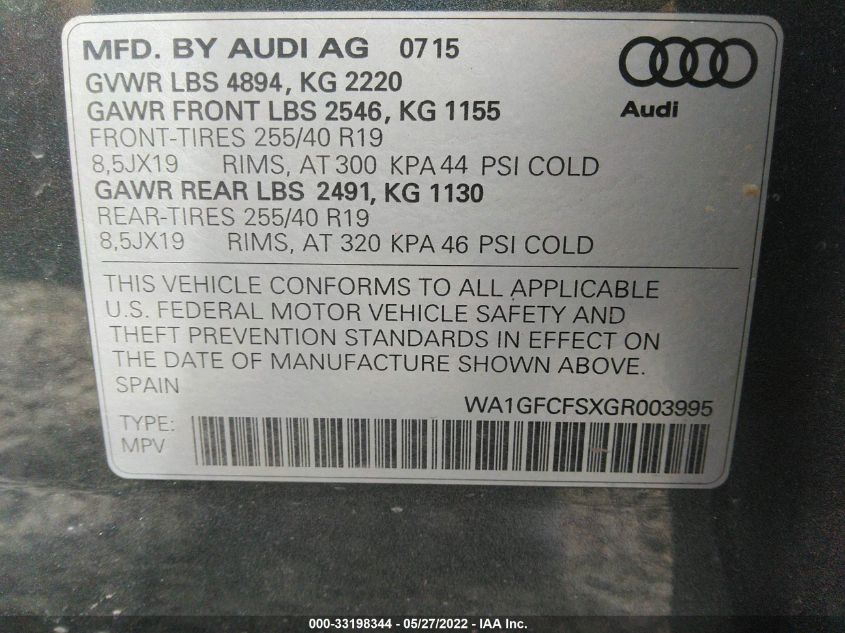 MFD. BY AUDI AG 0715
GVWR LBS 4894, KG 2220
GAWR FRONT LBS 2546, KG 1155
FRONT-TIRES 255/40 R19
8,5JX19 RIMS, AT 300 KPA 44 PSI COLD
GAWR REAR LBS 2491, KG 1130
REAR-TIRES 255/40 R19
8,5JX19 RIMS, AT 320 KPA 46 PSI COLD
Audi
THIS VEHICLE CONFORMS TO ALL APPLICABLE
U.S. FEDERAL MOTOR VEHICLE SAFETY AND
THEFT PREVENTION STANDARDS IN EFFECT ON
THE DATE OF MANUFACTURE SHOWN ABOVE.
SPAIN
WA1GFCFSXGR003995
TYPE:
MPV
000-33198344 - 05/27/2022 - IAA Inc.